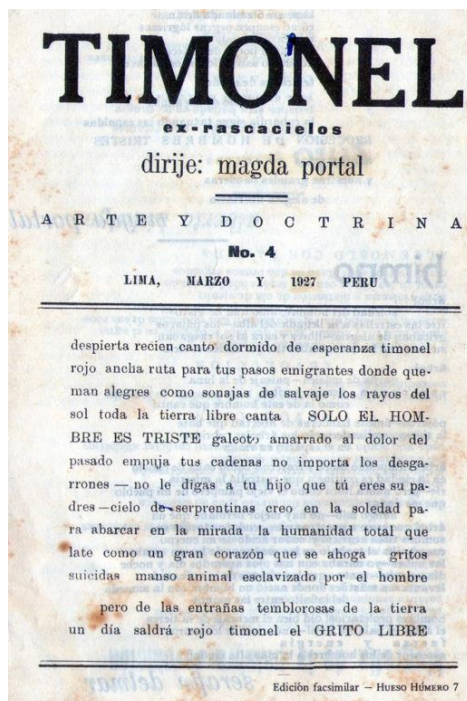 TIMONEL
ex-rascacielos
dirije: magda portal
ARTE Y DOCTRINA
No. 4
LIMA, MARZO Y 1927 PERU
despierta recien canto dormido de esperanza timonel
rojo ancha ruta para tus pasos emigrantes donde que-
man alegres como sonajas de salvaje los rayos del
sol toda la tierra libre canta SOLO EL HOM-
BRE ES TRISTE galeoto amarrado al dolor del
pasado empuja tus cadenas no importa los desga-
rrones — no le digas a tu hijo que tú eres su pa-
dres — cielo de serprentinas creo en la soledad pa-
ra abarcar en la mirada la humanidad total que
late como un gran corazón que se ahoga gritos
suicidas manso animal esclavizado por el hombre
pero de las entrañas temblorosas de la tierra
un día saldrá rojo timonel el GRITO LIBRE
Edición facsimilar — HUESO HÚMERO 7